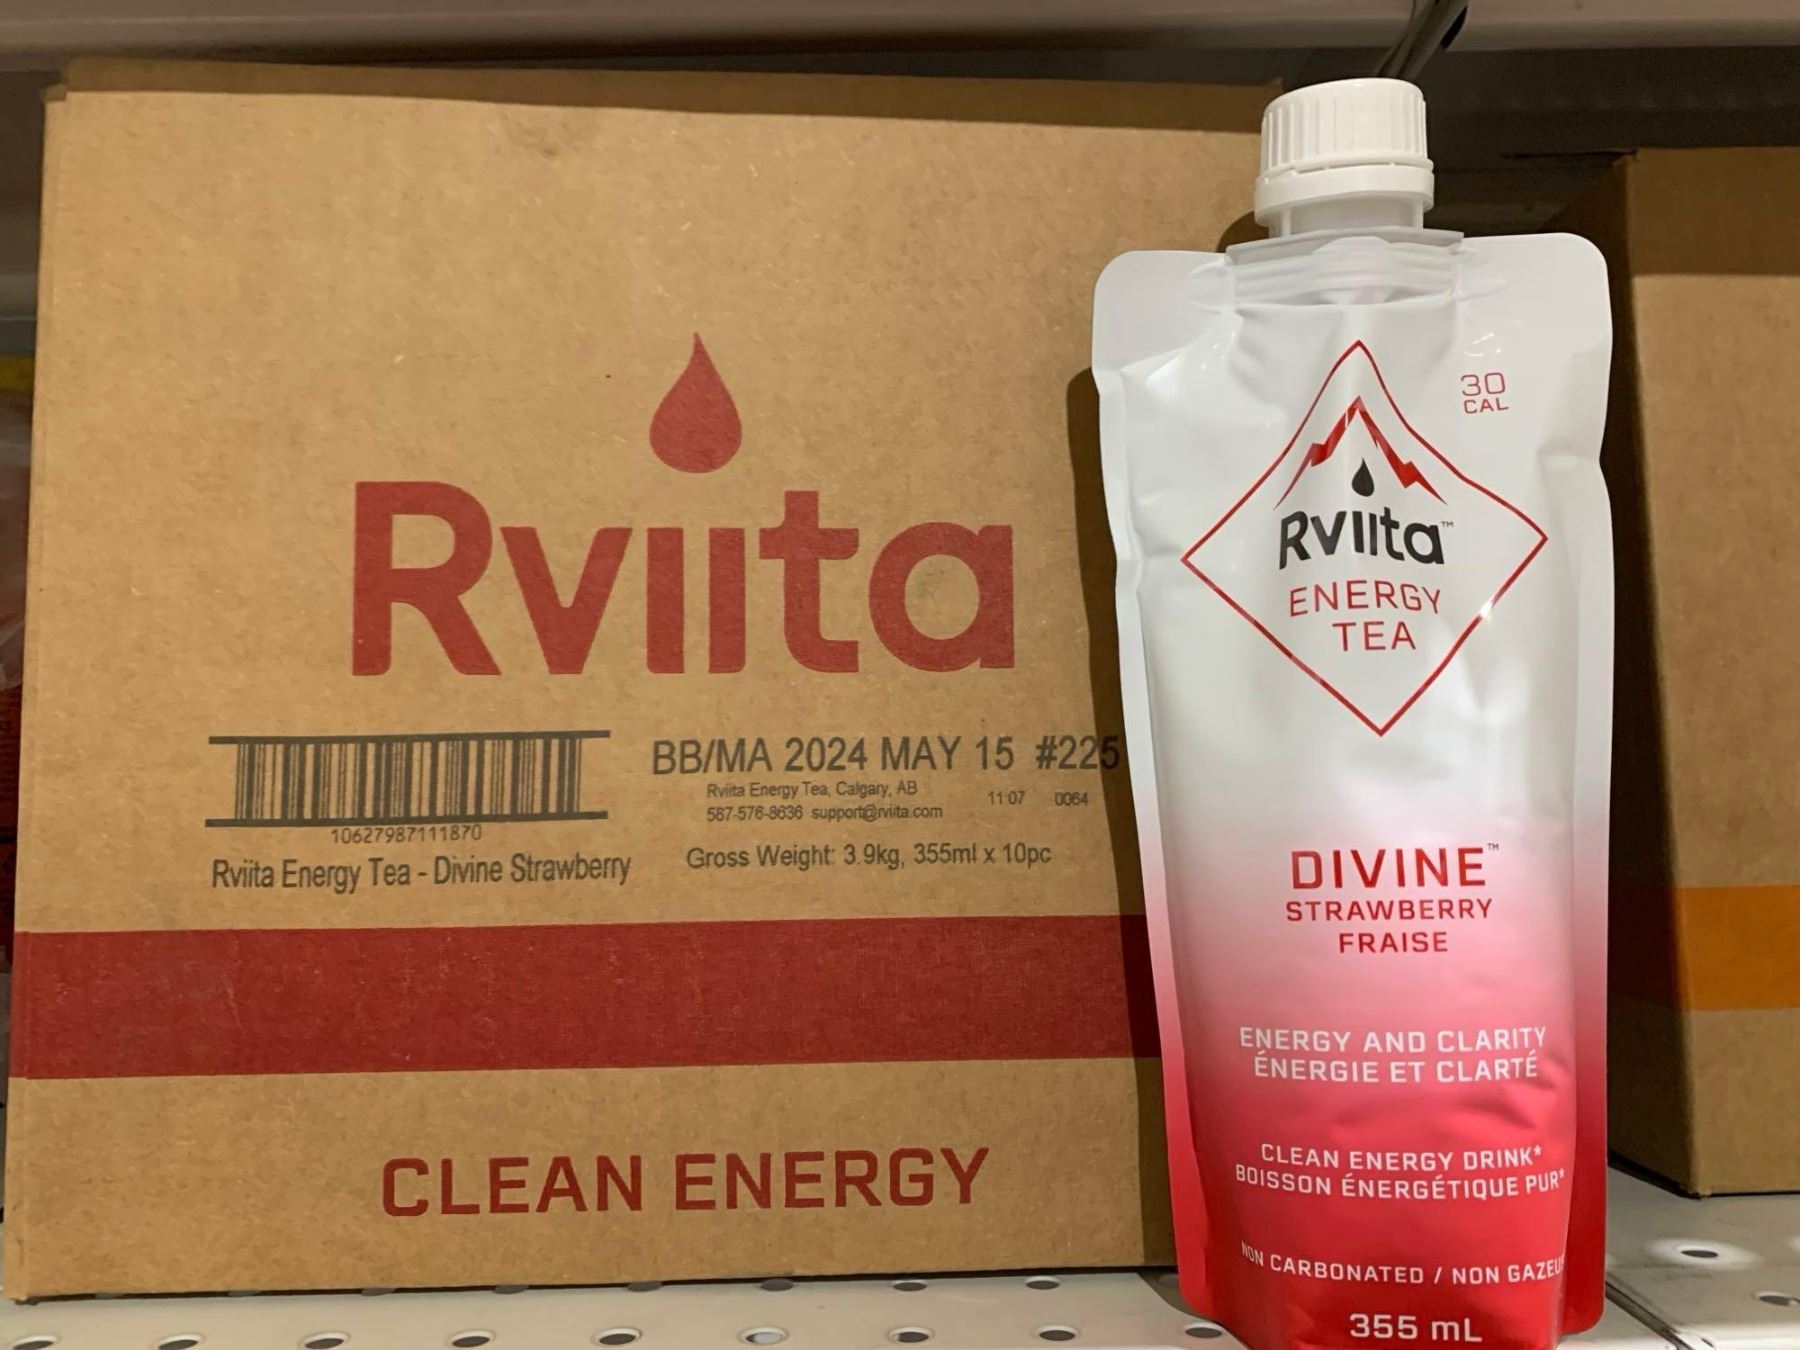 Rviita
BB/MA 2024 MAY 15 #225
Rviita Energy Tea, Calgary, AB
11:07 0064
587-576-8636 support@rviita.com
10627987111870
Rviita Energy Tea - Divine Strawberry
Gross Weight: 3.9kg, 355ml x 10pc
CLEAN ENERGY
30
CAL
Rviita™
ENERGY
TEA
DIVINE™
STRAWBERRY
FRAISE
ENERGY AND CLARITY
ÉNERGIE ET CLARTÉ
CLEAN ENERGY DRINK*
BOISSON ÉNERGÉTIQUE PUR*
NON CARBONATED / NON GAZEU
355 mL